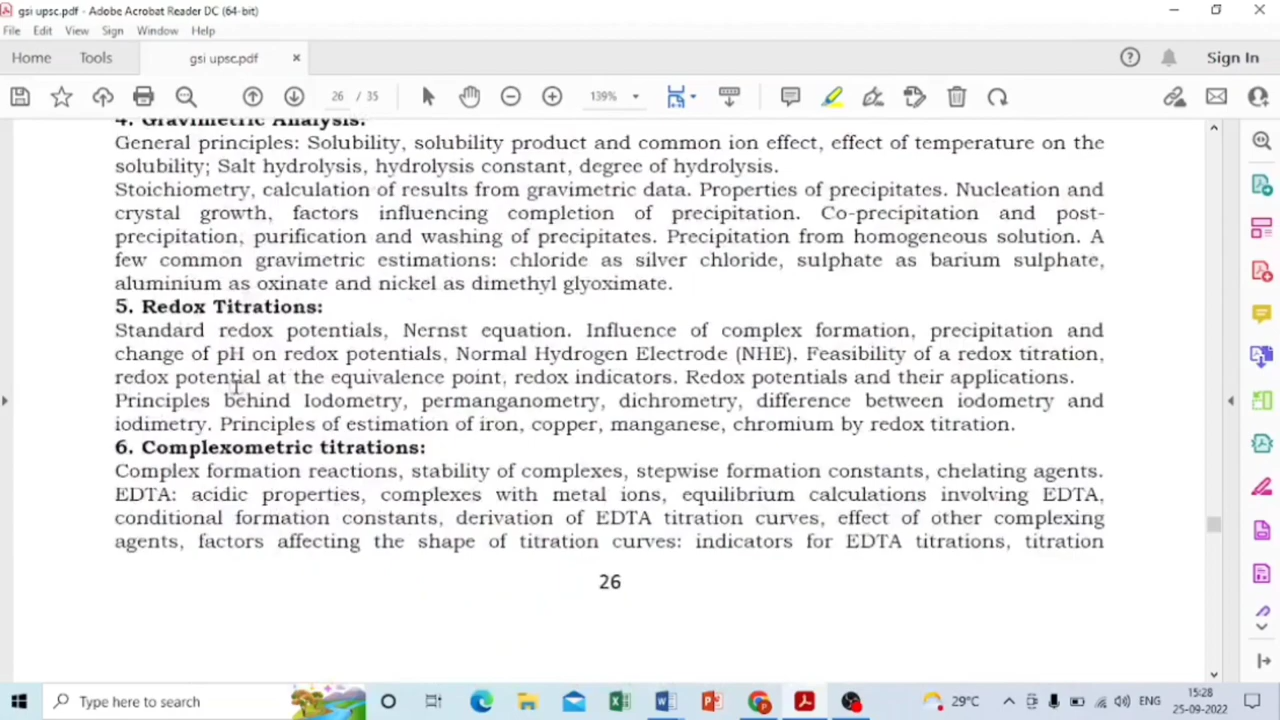 gsi upsc.pdf - Adobe Acrobat Reader DC (64-bit)
File Edit View Sign Window Help
Home Tools gsi upsc.pdf Sign In
26 / 35 139%
4. Gravimetric Analysis:
General principles: Solubility, solubility product and common ion effect, effect of temperature on the
solubility; Salt hydrolysis, hydrolysis constant, degree of hydrolysis.
Stoichiometry, calculation of results from gravimetric data. Properties of precipitates. Nucleation and
crystal growth, factors influencing completion of precipitation. Co-precipitation and post-
precipitation, purification and washing of precipitates. Precipitation from homogeneous solution. A
few common gravimetric estimations: chloride as silver chloride, sulphate as barium sulphate,
aluminium as oxinate and nickel as dimethyl glyoximate.
5. Redox Titrations:
Standard redox potentials, Nernst equation. Influence of complex formation, precipitation and
change of pH on redox potentials, Normal Hydrogen Electrode (NHE). Feasibility of a redox titration,
redox potential at the equivalence point, redox indicators. Redox potentials and their applications.
Principles behind Iodometry, permanganometry, dichrometry, difference between iodometry and
iodimetry. Principles of estimation of iron, copper, manganese, chromium by redox titration.
6. Complexometric titrations:
Complex formation reactions, stability of complexes, stepwise formation constants, chelating agents.
EDTA: acidic properties, complexes with metal ions, equilibrium calculations involving EDTA,
conditional formation constants, derivation of EDTA titration curves, effect of other complexing
agents, factors affecting the shape of titration curves: indicators for EDTA titrations, titration
26
Type here to search 29°C ENG 15:28
25-09-2022